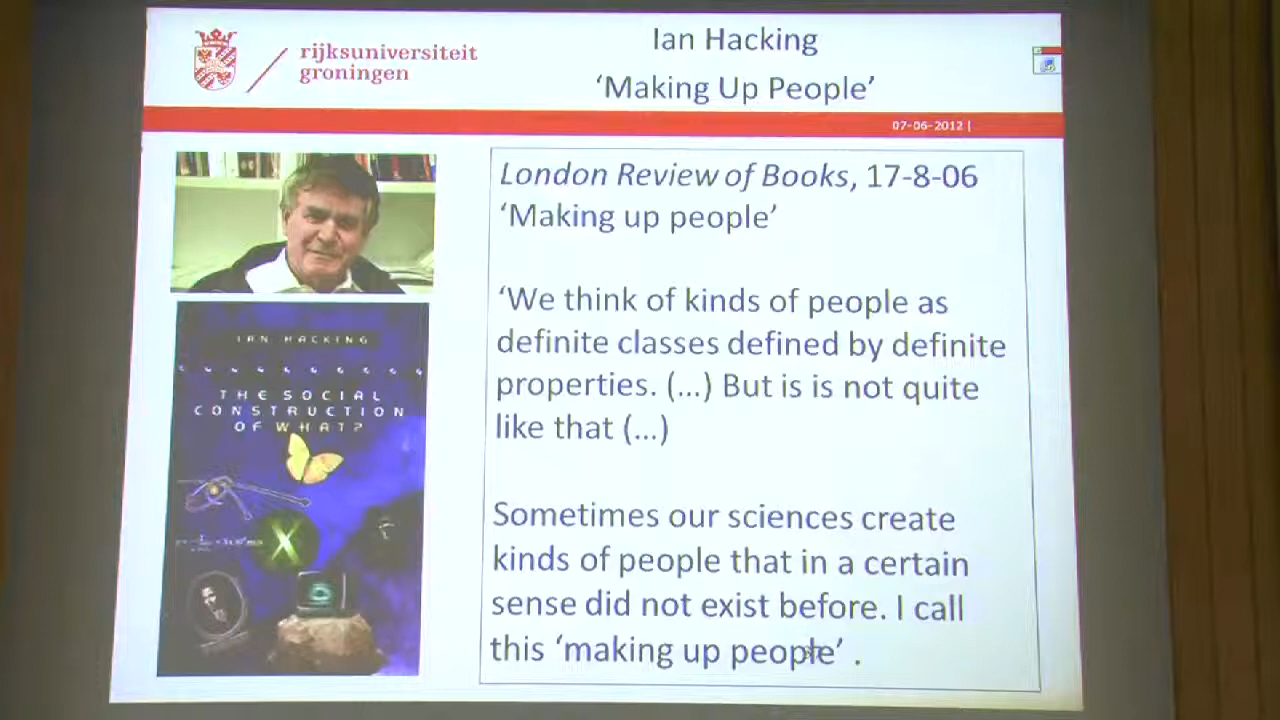 rijksuniversiteit
groningen
Ian Hacking
‘Making Up People’
07-06-2012 |
London Review of Books, 17-8-06
‘Making up people’
‘We think of kinds of people as
definite classes defined by definite
properties. (...) But is is not quite
like that (...)
Sometimes our sciences create
kinds of people that in a certain
sense did not exist before. I call
this ‘making up people’ .
IAN HACKING
THE SOCIAL
CONSTRUCTION
OF WHAT?
X